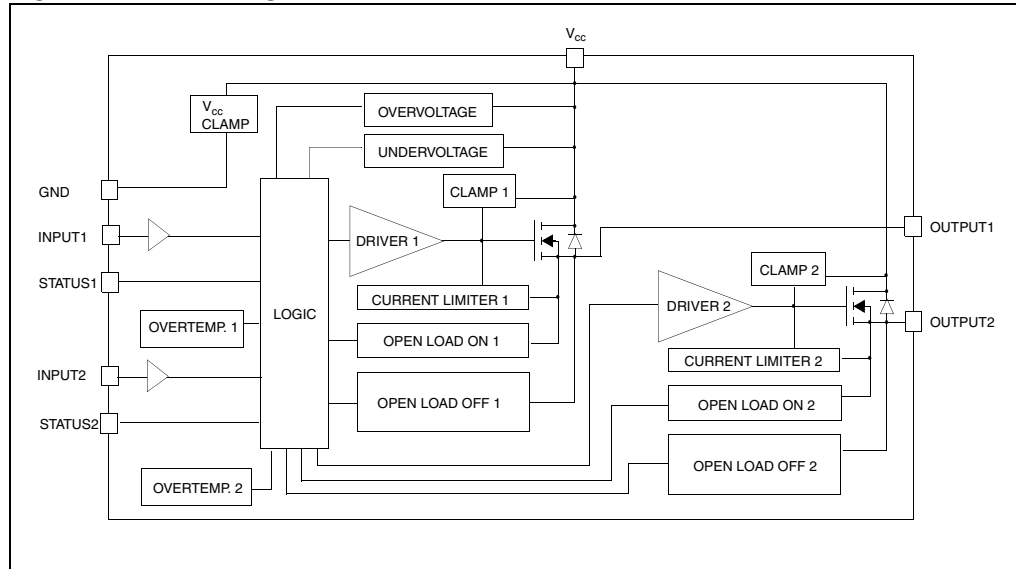 Vcc
Vcc
CLAMP
OVERVOLTAGE
UNDERVOLTAGE
GND
CLAMP 1
INPUT1
DRIVER 1
OUTPUT1
STATUS1
CLAMP 2
CURRENT LIMITER 1
DRIVER 2
LOGIC
OVERTEMP. 1
OUTPUT2
OPEN LOAD ON 1
CURRENT LIMITER 2
INPUT2
OPEN LOAD OFF 1
OPEN LOAD ON 2
STATUS2
OPEN LOAD OFF 2
OVERTEMP. 2